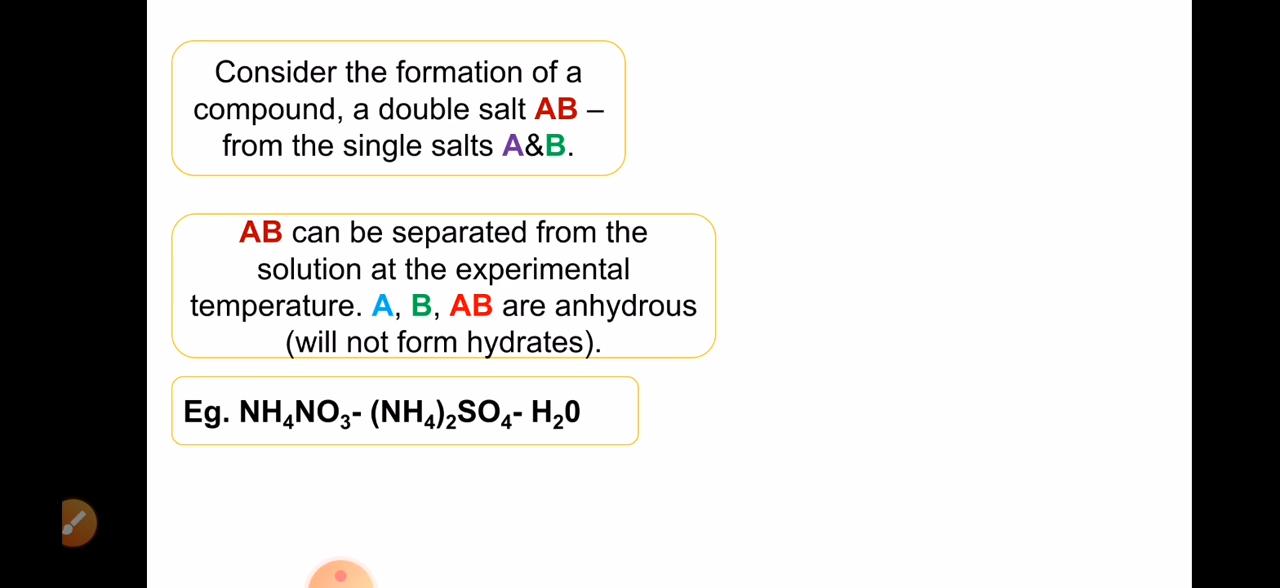 Consider the formation of a
compound, a double salt AB –
from the single salts A&B.
AB can be separated from the
solution at the experimental
temperature. A, B, AB are anhydrous
(will not form hydrates).
Eg. NH₄NO₃- (NH₄)₂SO₄- H₂0